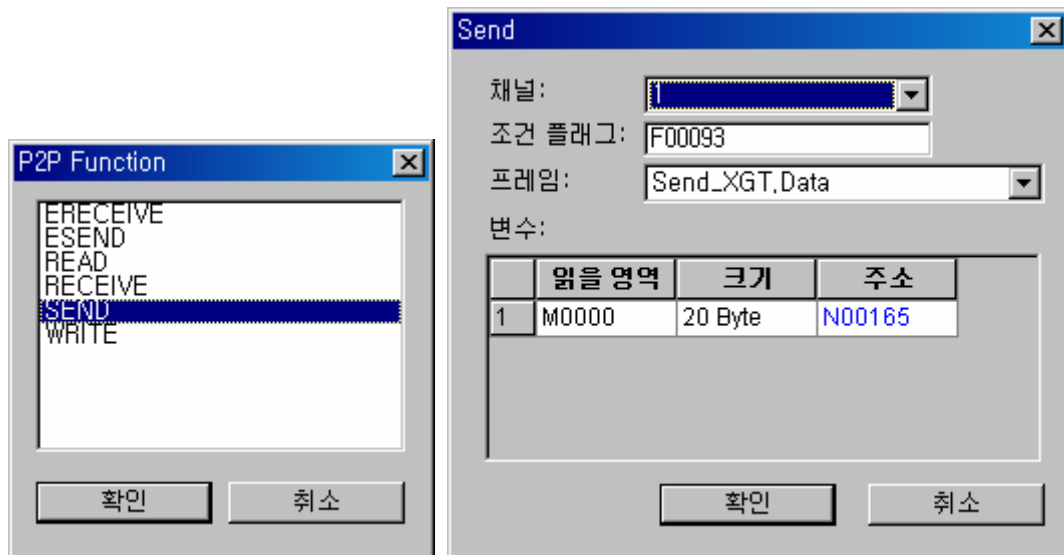 P2P Function
ERECEIVE
ESEND
READ
RECEIVE
SEND
WRITE
확인 취소
Send
채널: 1
조건 플래그: F00093
프레임: Send_XGT,Data
변수:
읽을 영역 크기 주소
1 M0000 20 Byte N00165
확인 취소